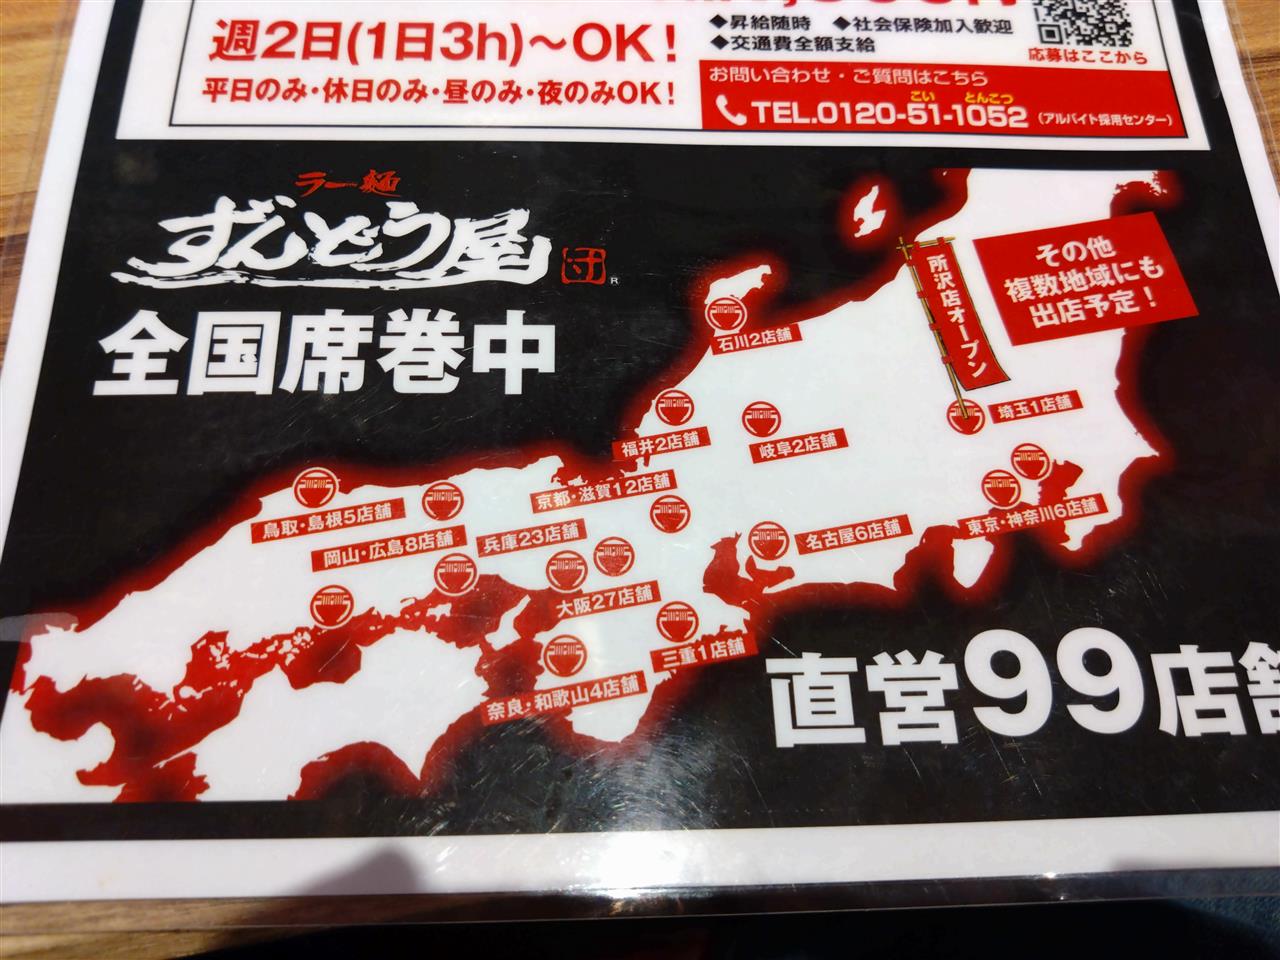 週2日(1日3h)～OK！
平日のみ・休日のみ・昼のみ・夜のみOK！
◆昇給随時 ◆社会保険加入歓迎
◆交通費全額支給
応募はここから
お問い合わせ・ご質問はこちら
こい とんこつ
TEL.0120-51-1052 (アルバイト採用センター)
ラー麺
ずんどう屋
R
全国席巻中
その他
複数地域にも
出店予定！
所沢店オープン
石川2店舗
埼玉1店舗
福井2店舗
岐阜2店舗
京都・滋賀12店舗
鳥取・島根5店舗
東京・神奈川6店舗
岡山・広島8店舗
兵庫23店舗
名古屋6店舗
大阪27店舗
三重1店舗
奈良・和歌山4店舗
直営99店舗